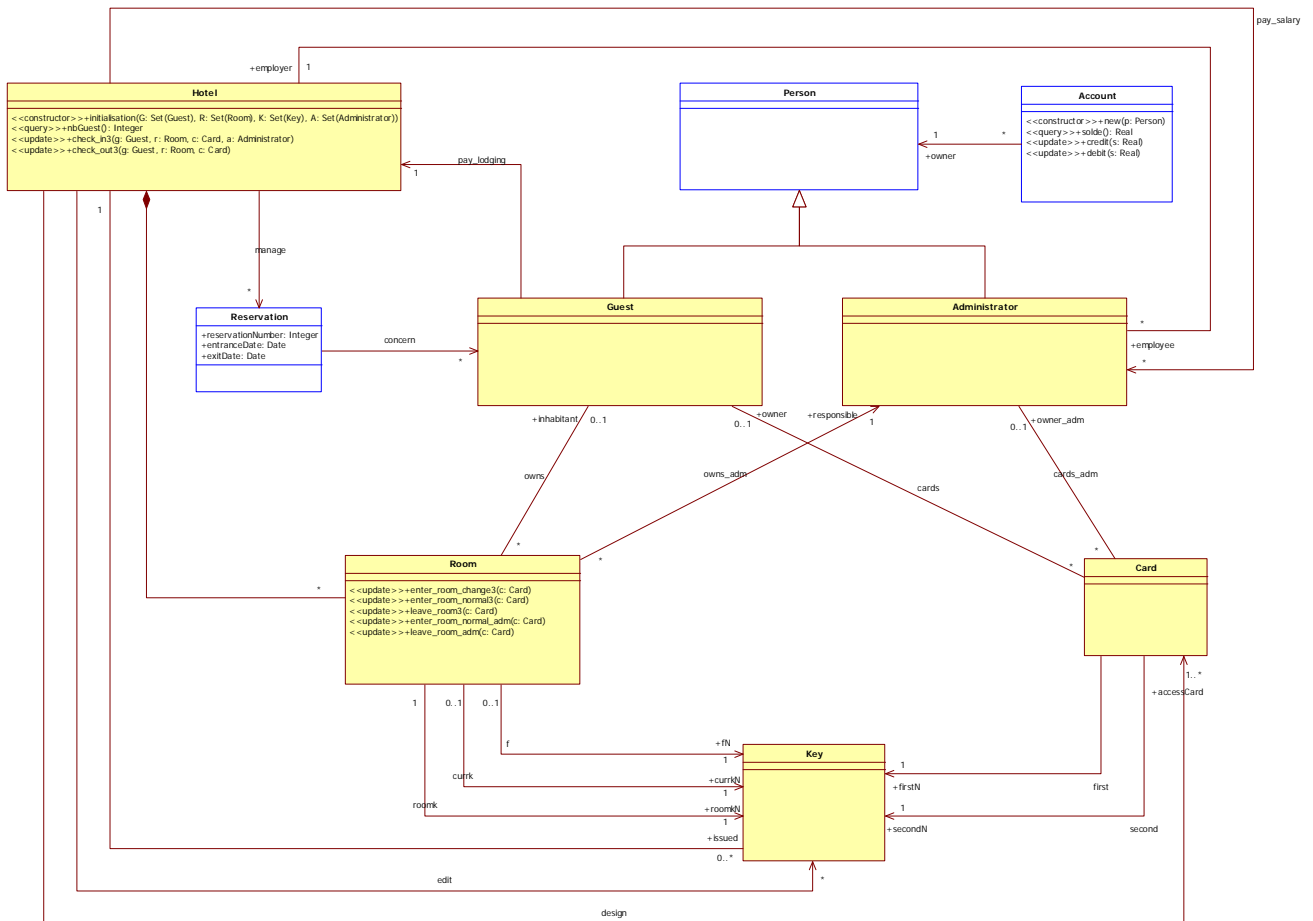 pay_salary
+employer 1
Hotel
<<constructor>>+initialisation(G: Set(Guest), R: Set(Room), K: Set(Key), A: Set(Administrator))
<<query>>+nbGuest(): Integer
<<update>>+check_in3(g: Guest, r: Room, c: Card, a: Administrator)
<<update>>+check_out3(g: Guest, r: Room, c: Card)
Person
Account
<<constructor>>+new(p: Person)
<<query>>+solde(): Real
<<update>>+credit(s: Real)
<<update>>+debit(s: Real)
1 *
+owner
pay_lodging
1
1
manage
*
Reservation
+reservationNumber: Integer
+entranceDate: Date
+exitDate: Date
concern
*
Guest
Administrator
*
+employee
*
+inhabitant 0..1
+owner
0..1
+responsible
1
+owner_adm
0..1
owns
owns_adm
cards
cards_adm
*
*
*
*
*
Room
<<update>>+enter_room_change3(c: Card)
<<update>>+enter_room_normal3(c: Card)
<<update>>+leave_room3(c: Card)
<<update>>+enter_room_normal_adm(c: Card)
<<update>>+leave_room_adm(c: Card)
Card
1 0..1 0..1
1..*
+accessCard
f +fN
1
currk +currkN
1
roomk +roomkN
1
Key
1
+firstN first
1
+secondN second
+issued
0..*
edit *
design